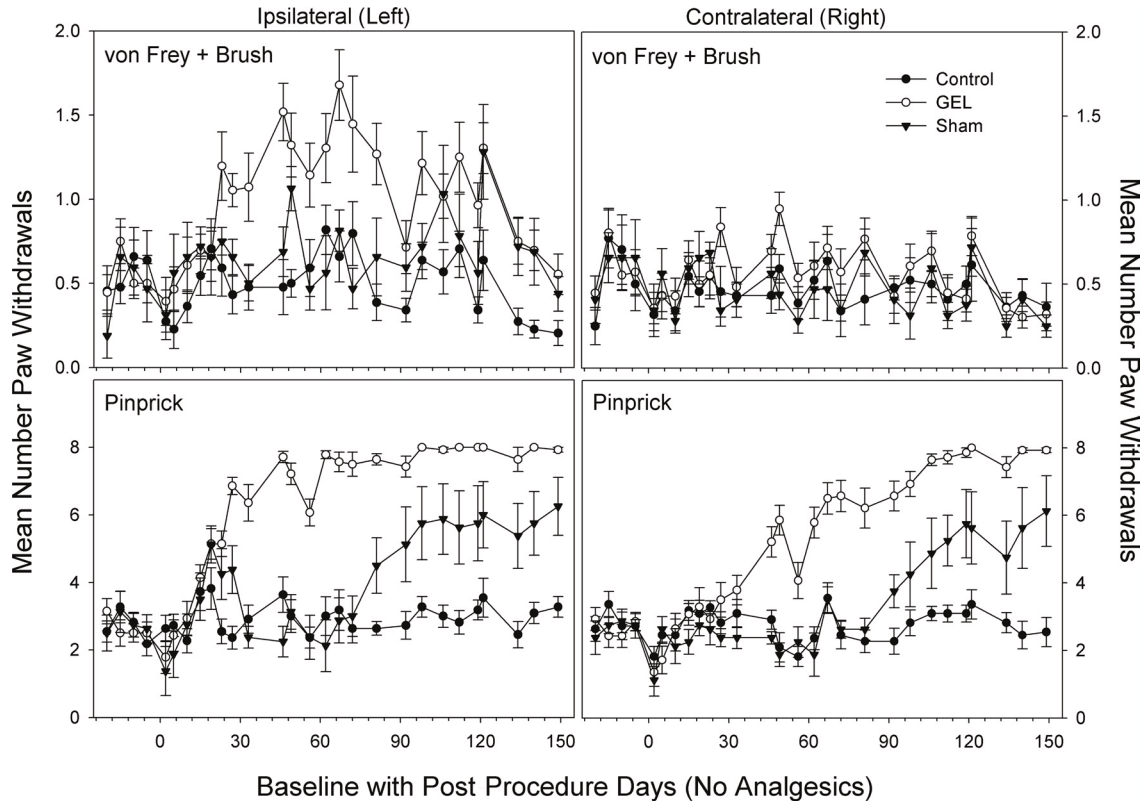 Ipsilateral (Left)
Contralateral (Right)
Mean Number Paw Withdrawals
Mean Number Paw Withdrawals
von Frey + Brush
2.0
1.5
1.0
0.5
0.0
von Frey + Brush
Control
GEL
Sham
2.0
1.5
1.0
0.5
0.0
Pinprick
8
6
4
2
0
Pinprick
8
6
4
2
0
0 30 60 90 120 150
0 30 60 90 120 150
Baseline with Post Procedure Days (No Analgesics)